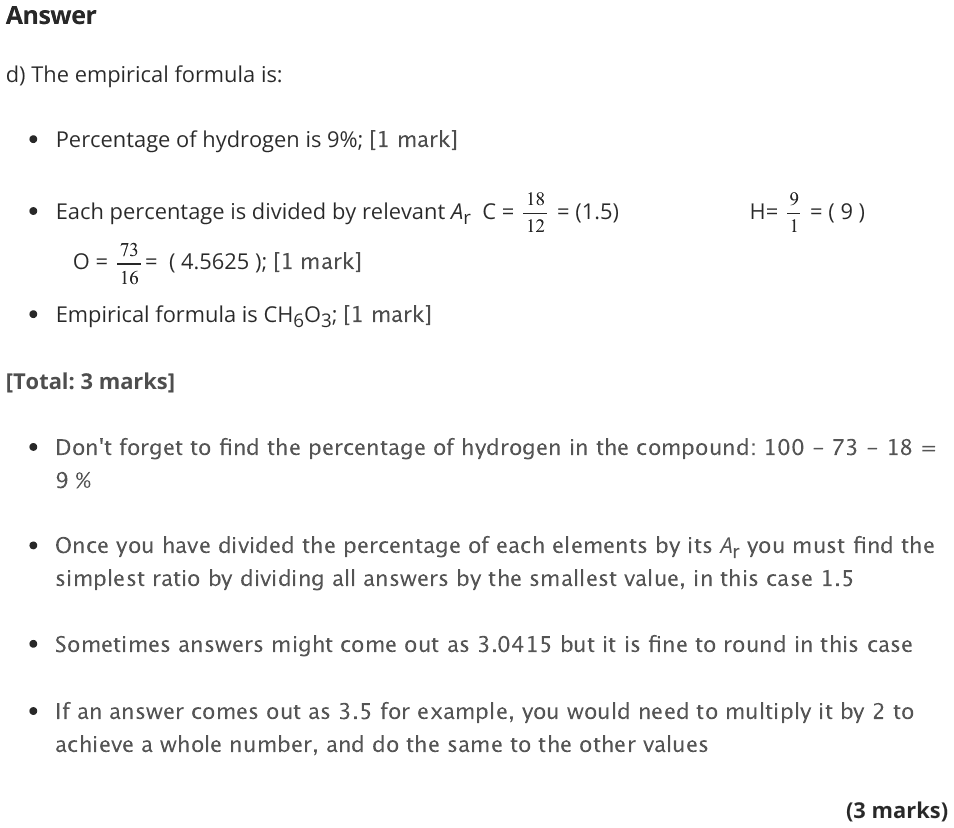 Answer
d) The empirical formula is:
• Percentage of hydrogen is 9%; [1 mark]
• Each percentage is divided by relevant Aᵣ C = 18/12 = (1.5) H= 9/1 = ( 9 )
O = 73/16 = ( 4.5625 ); [1 mark]
• Empirical formula is CH₆O₃; [1 mark]
[Total: 3 marks]
• Don't forget to find the percentage of hydrogen in the compound: 100 – 73 – 18 =
9 %
• Once you have divided the percentage of each elements by its Aᵣ you must find the
simplest ratio by dividing all answers by the smallest value, in this case 1.5
• Sometimes answers might come out as 3.0415 but it is fine to round in this case
• If an answer comes out as 3.5 for example, you would need to multiply it by 2 to
achieve a whole number, and do the same to the other values
(3 marks)